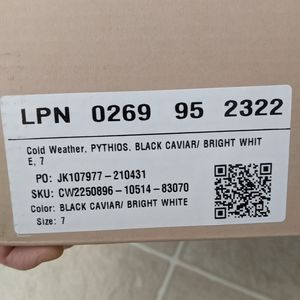 LPN 0269 95 2322
Cold Weather, PYTHIOS. BLACK CAVIAR/ BRIGHT WHIT
E, 7
PO: JK107977-210431
SKU: CW2250896-10514-83070
Color: BLACK CAVIAR/ BRIGHT WHITE
Size: 7